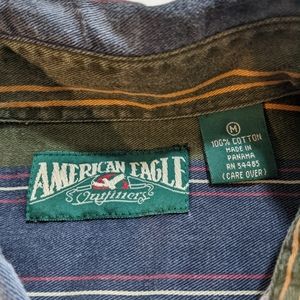 AMERICAN EAGLE
Outfitters
M
100% COTTON
MADE IN
PANAMA
RN 54485
(CARE OVER)